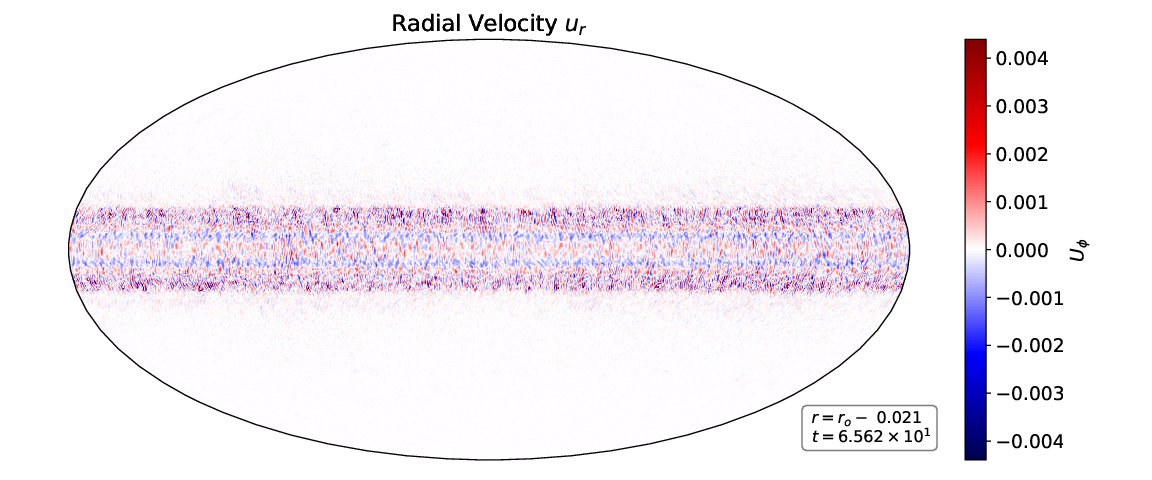 Radial Velocity u_r
0.004
0.003
0.002
0.001
0.000
−0.001
−0.002
−0.003
−0.004
U_ϕ
r = r_o − 0.021
t = 6.562 × 10^1